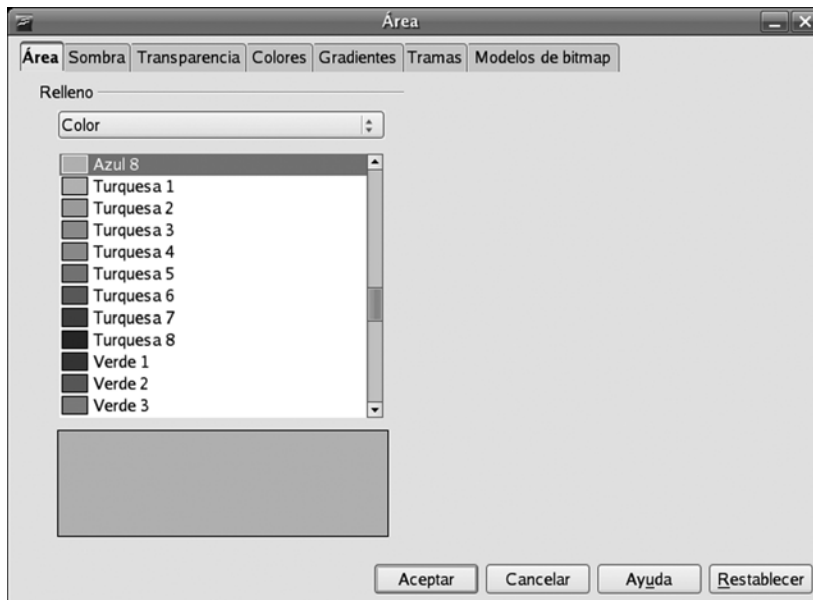 Área
Área Sombra Transparencia Colores Gradientes Tramas Modelos de bitmap
Relleno
Color
Azul 8
Turquesa 1
Turquesa 2
Turquesa 3
Turquesa 4
Turquesa 5
Turquesa 6
Turquesa 7
Turquesa 8
Verde 1
Verde 2
Verde 3
Aceptar Cancelar Ayuda Restablecer